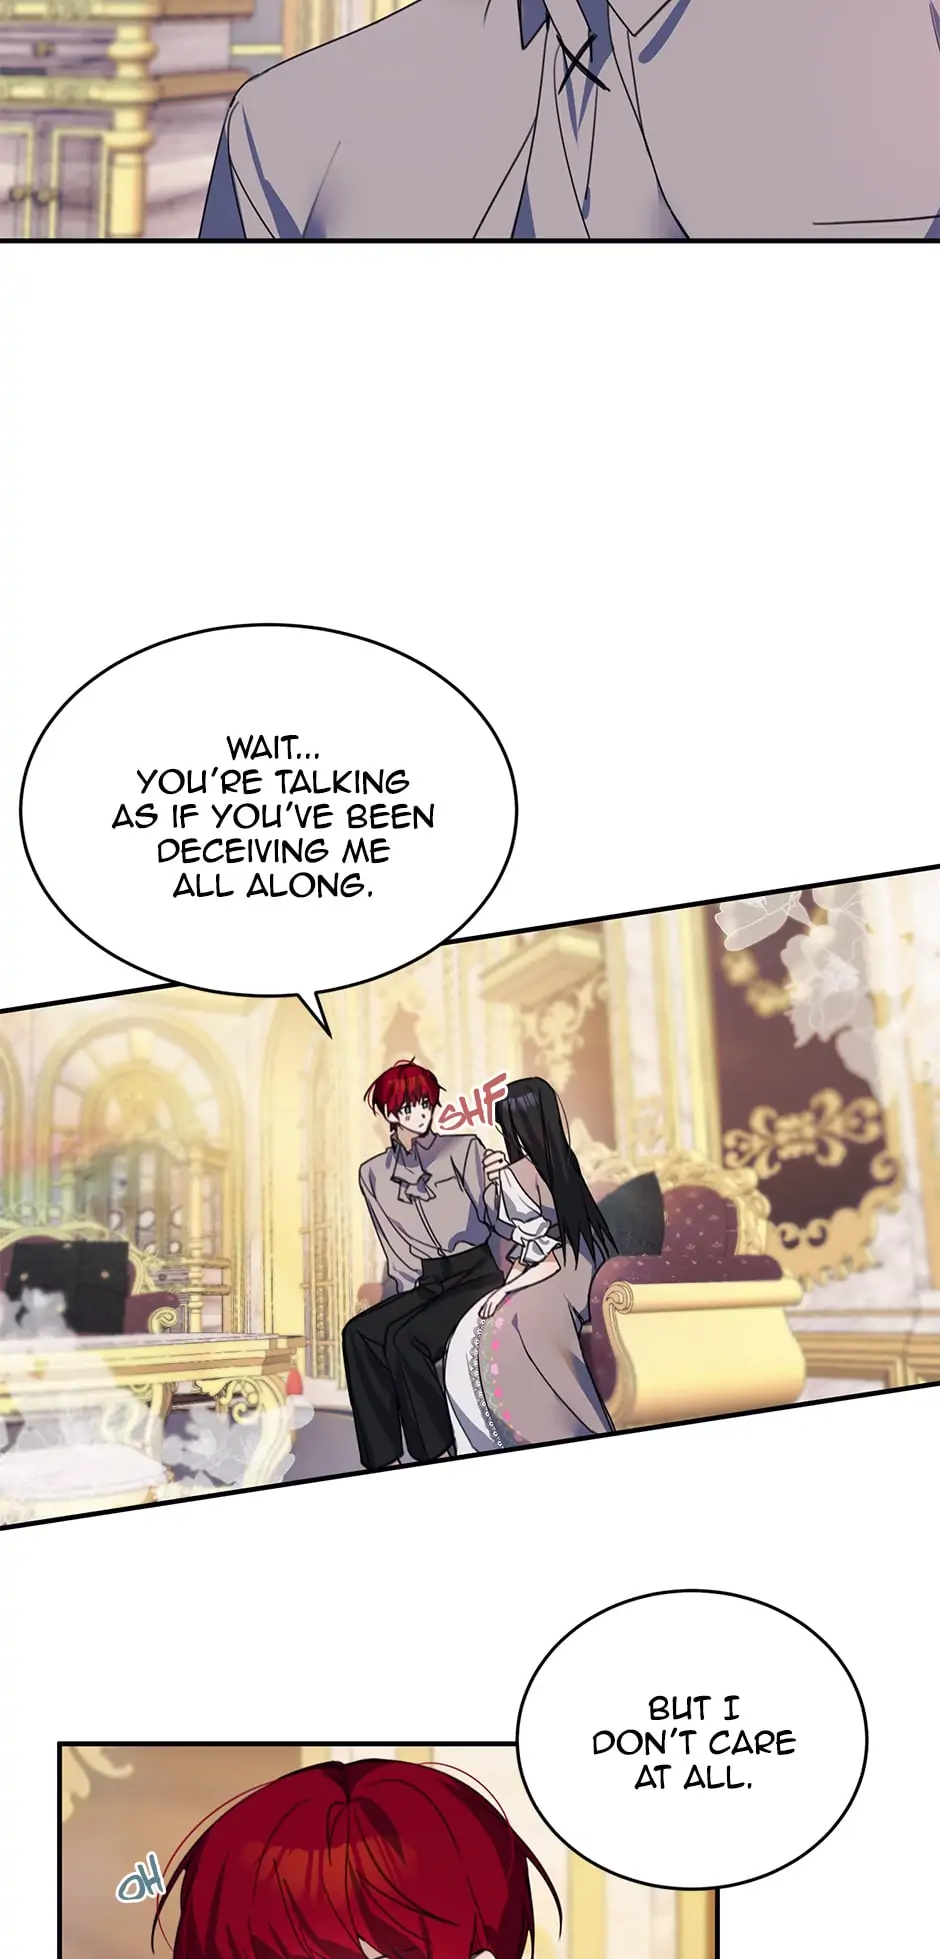 WAIT...
YOU'RE TALKING
AS IF YOU'VE BEEN
DECEIVING ME
ALL ALONG.
SHF
BUT I
DON'T CARE
AT ALL.
OH